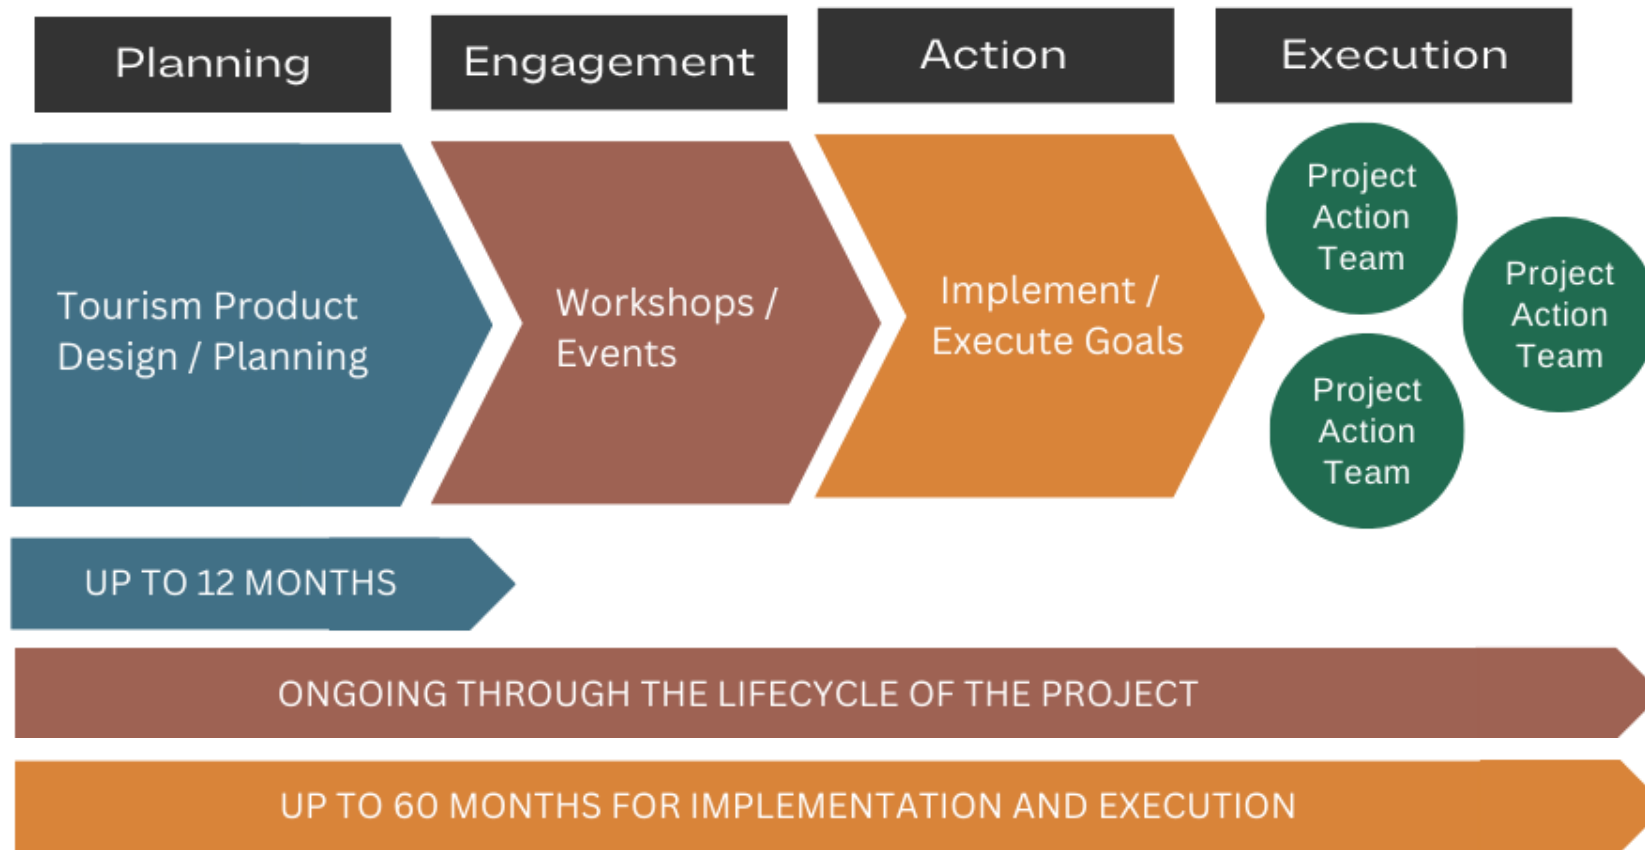 Planning
Engagement
Action
Execution
Tourism Product
Design / Planning
Workshops /
Events
Implement /
Execute Goals
Project
Action
Team
Project
Action
Team
Project
Action
Team
UP TO 12 MONTHS
ONGOING THROUGH THE LIFECYCLE OF THE PROJECT
UP TO 60 MONTHS FOR IMPLEMENTATION AND EXECUTION